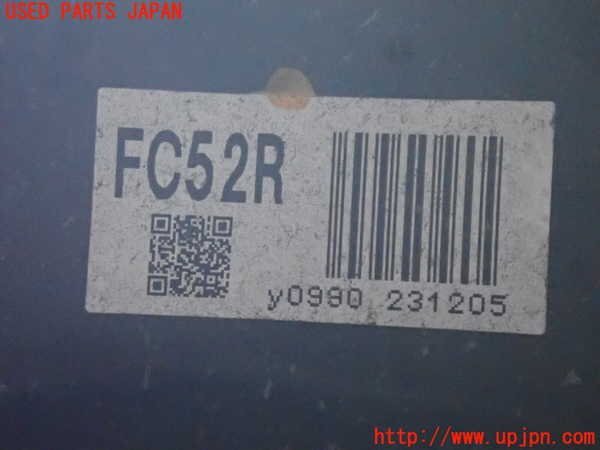 USED PARTS JAPAN
FC52R
y0990 231205
http://www.upjpn.com/